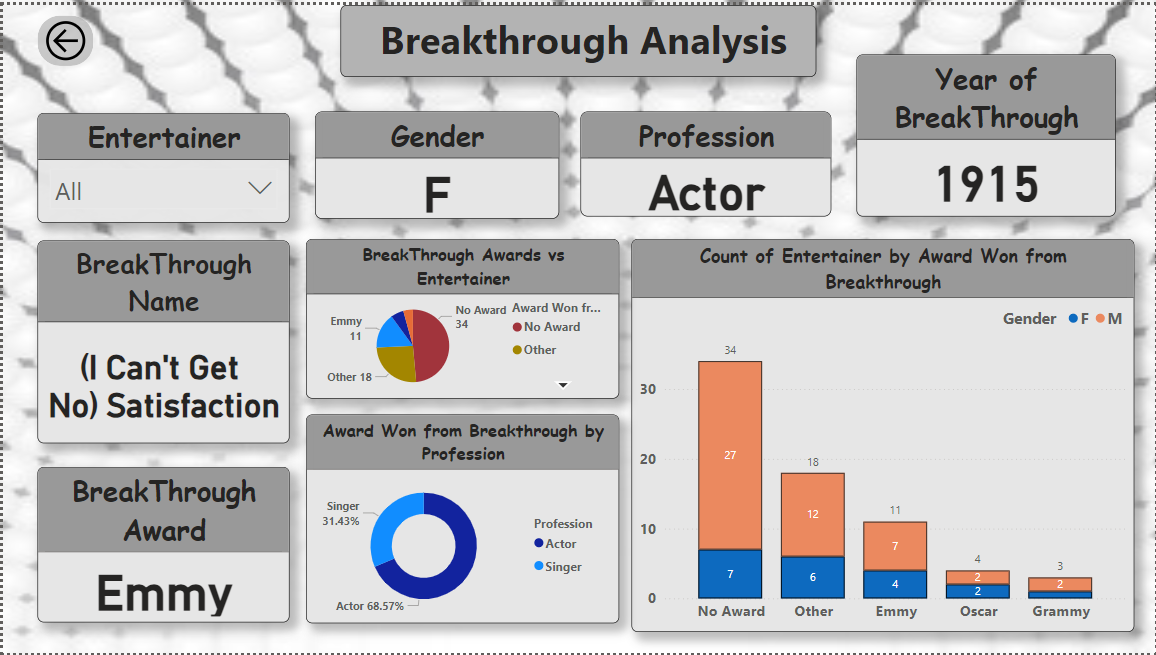 Breakthrough Analysis
Entertainer
All
Gender
F
Profession
Actor
Year of
BreakThrough
1915
BreakThrough
Name
(I Can't Get
No) Satisfaction
BreakThrough
Award
Emmy
BreakThrough Awards vs
Entertainer
No Award
34
Emmy
11
Other 18
Award Won fr...
No Award
Other
Award Won from Breakthrough by
Profession
Singer
31.43%
Actor 68.57%
Profession
Actor
Singer
Count of Entertainer by Award Won from
Breakthrough
Gender F M
30
20
10
0
34
27
7
18
12
6
11
7
4
4
2
2
3
2
No Award Other Emmy Oscar Grammy